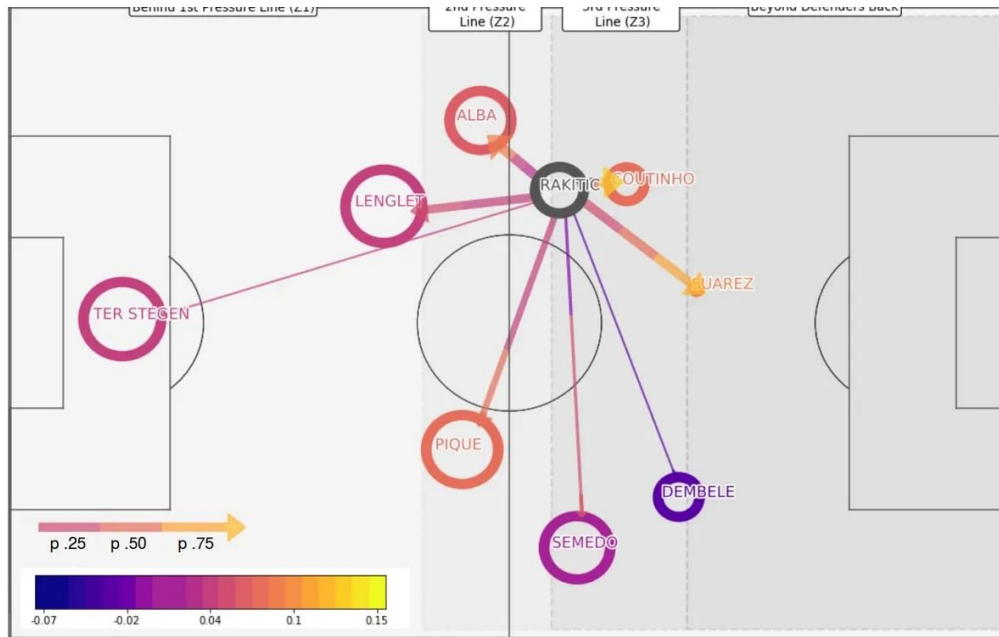 Behind 1st Pressure Line (Z1)
2nd Pressure
Line (Z2)
3rd Pressure
Line (Z3)
Beyond Defenders Back
ALBA
RAKITIC
COUTINHO
LENGLET
SUAREZ
TER STEGEN
PIQUE
DEMBELE
SEMEDO
p .25 p .50 p .75
-0.07 -0.02 0.04 0.1 0.15